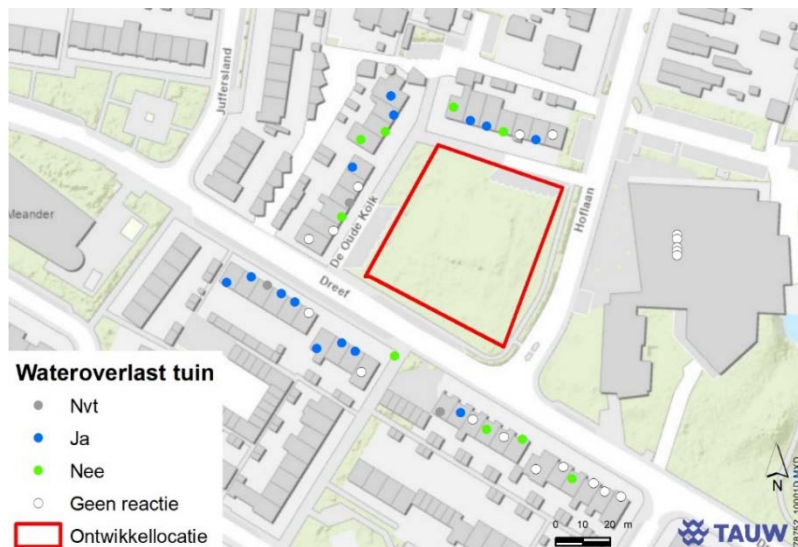 Juffersland
Meander
De Oude Kolk
Hoflaan
Dreef
Wateroverlast tuin
Nvt
Ja
Nee
Geen reactie
Ontwikkellocatie
N
0 10 20 m
TAUW